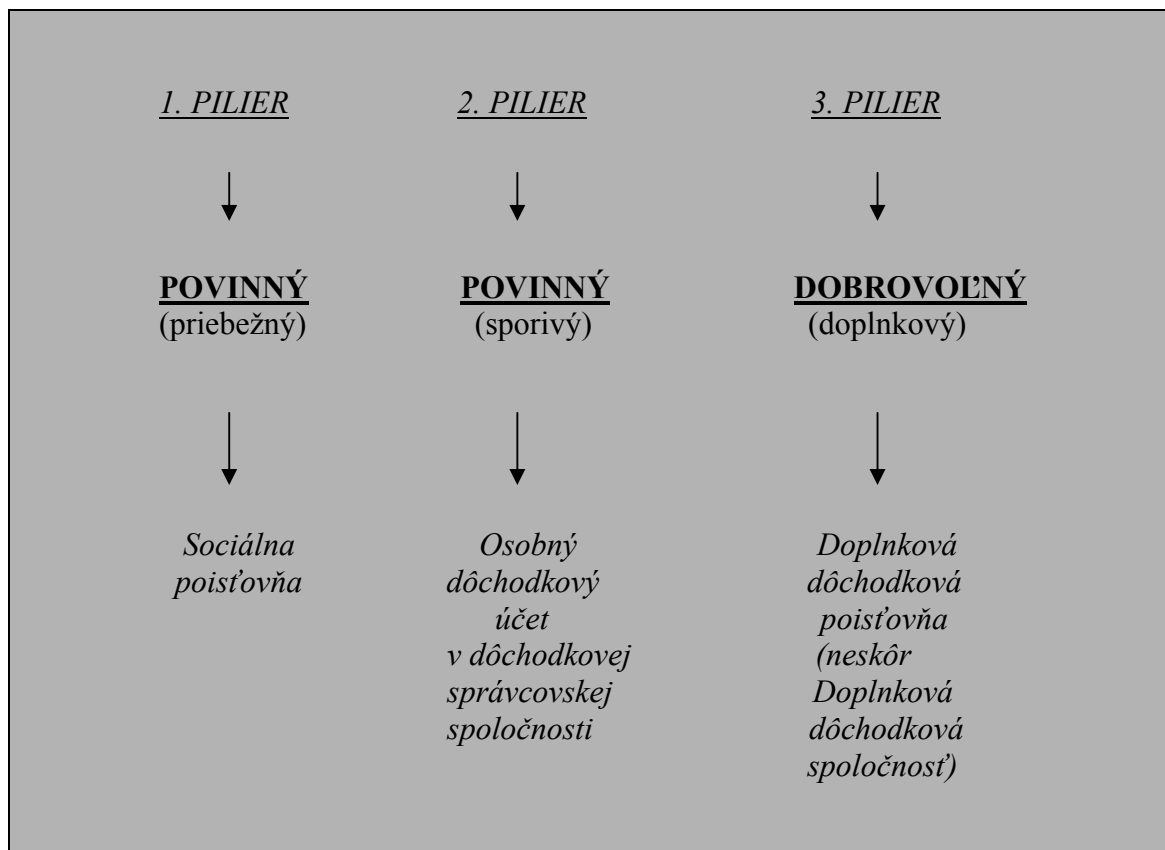 1. PILIER
2. PILIER
3. PILIER
POVINNÝ
(priebežný)
POVINNÝ
(sporivý)
DOBROVOĽNÝ
(doplnkový)
Sociálna
poisťovňa
Osobný
dôchodkový
účet
v dôchodkovej
správcovskej
spoločnosti
Doplnková
dôchodková
poisťovňa
(neskôr
Doplnková
dôchodková
spoločnosť)